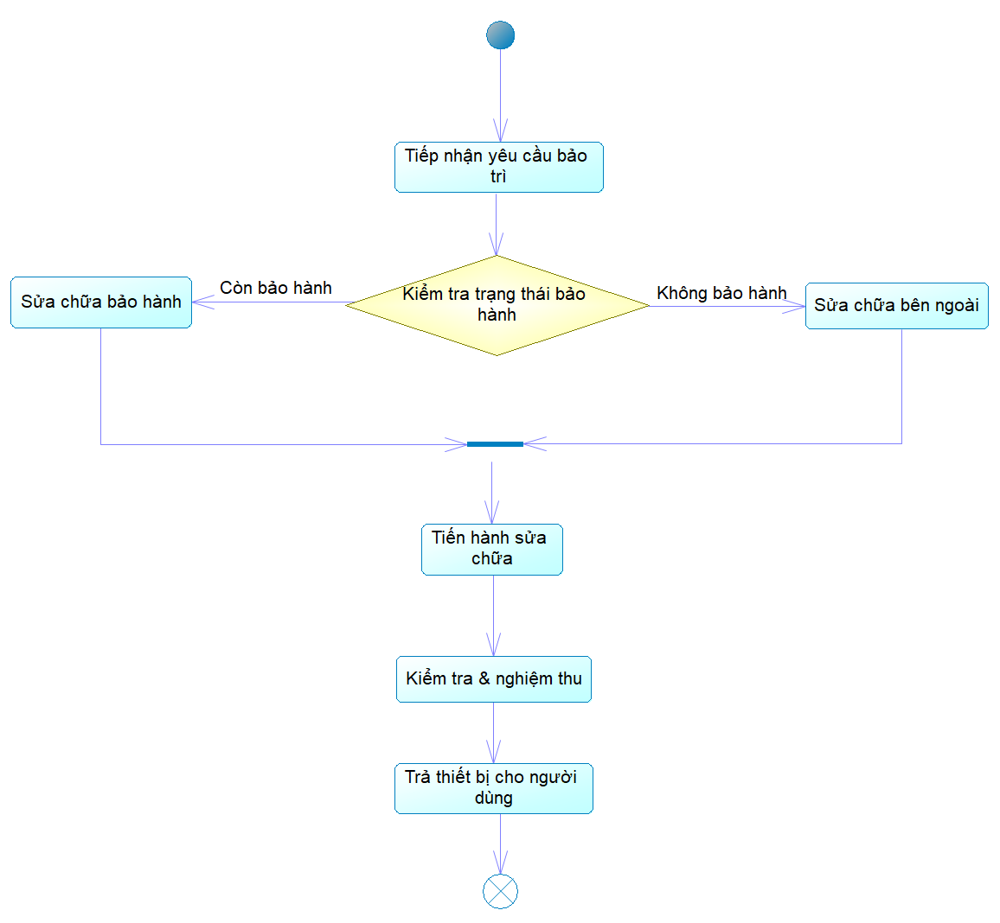 Tiếp nhận yêu cầu bảo
trì
Còn bảo hành
Kiểm tra trạng thái bảo
hành
Không bảo hành
Sửa chữa bảo hành
Sửa chữa bên ngoài
Tiến hành sửa
chữa
Kiểm tra & nghiệm thu
Trả thiết bị cho người
dùng